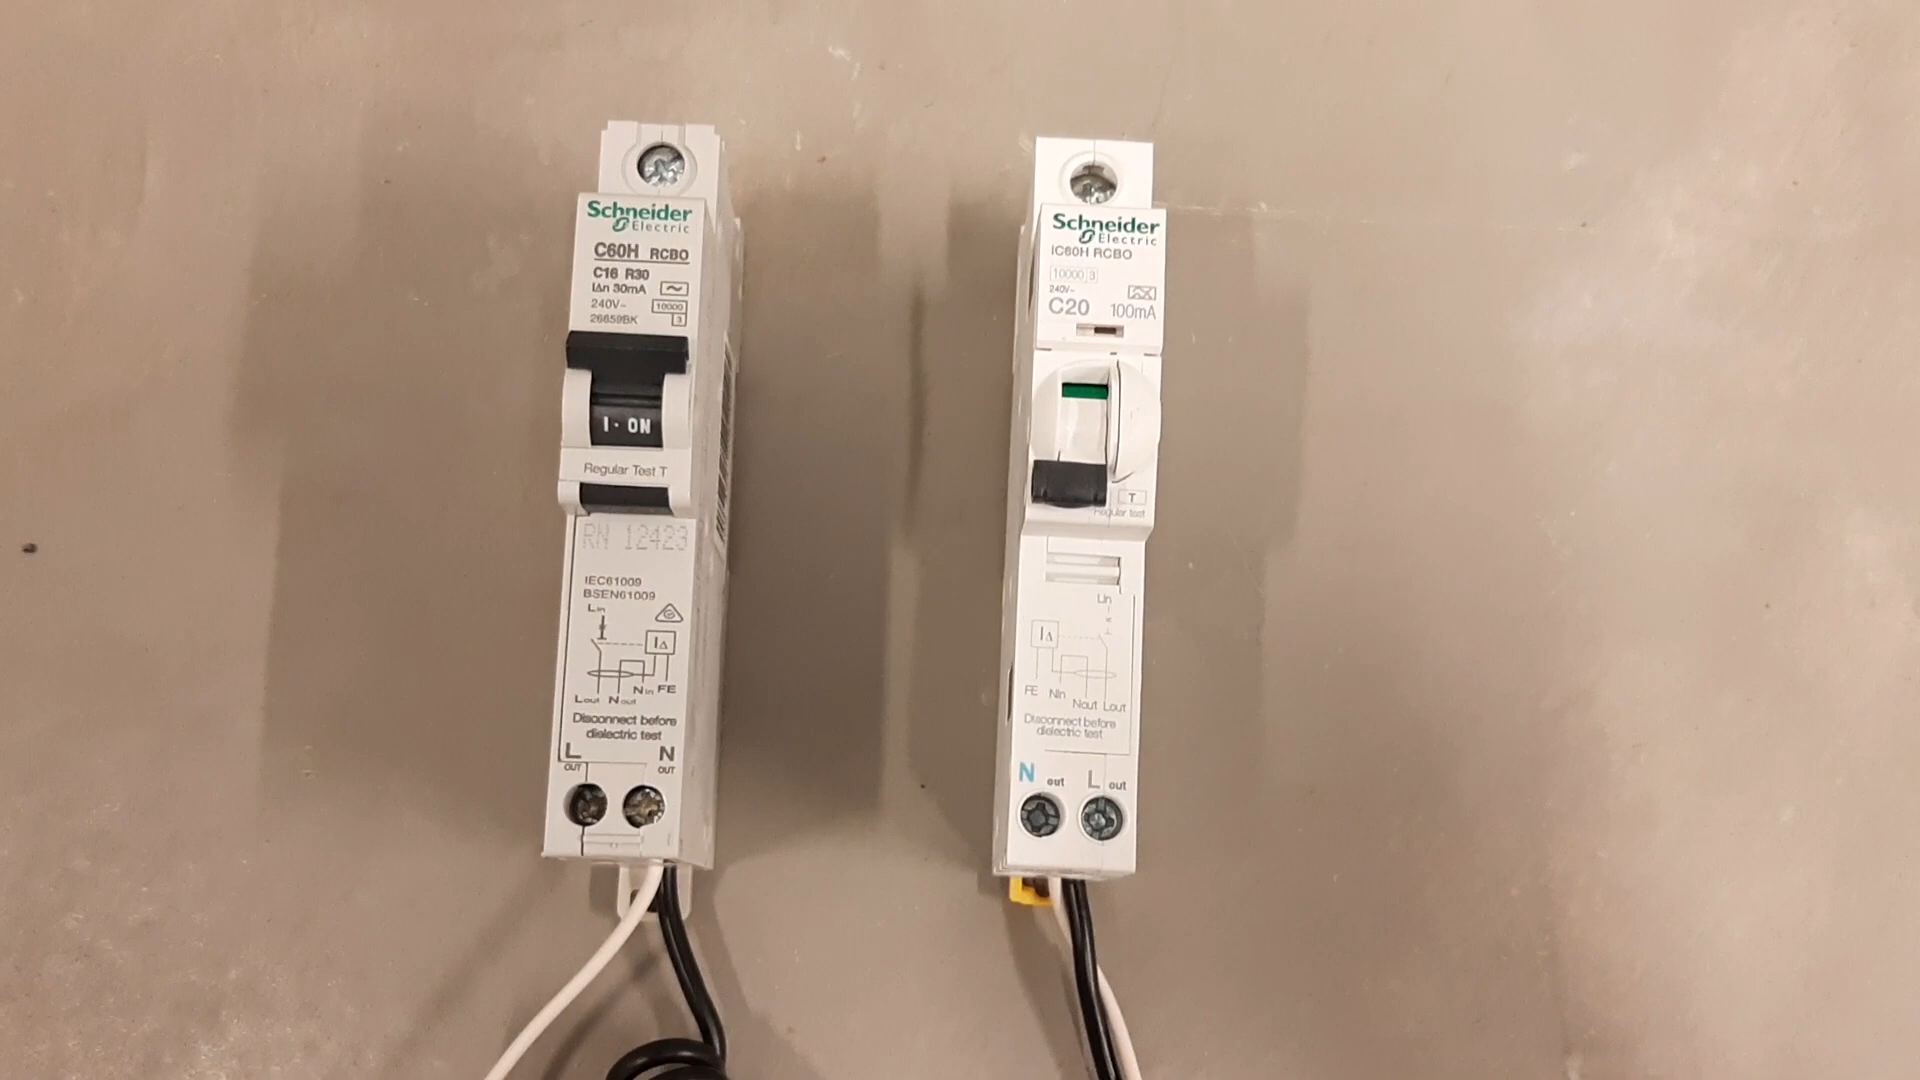 Schneider
Electric
C60H RCBO
C16 R30
IΔn 30mA
240V~ 10000
26659BK 3
I · ON
Regular Test T
RN 12423
IEC61009
BSEN61009
Lin
IΔ
Nin FE
Lout Nout
Disconnect before
dielectric test
L N
OUT OUT
Schneider
Electric
iC60H RCBO
10000 3
240V~
C20 100mA
T
Regular test
Lin
IΔ
FE Nin
Nout Lout
Disconnect before
dielectric test
N out L out